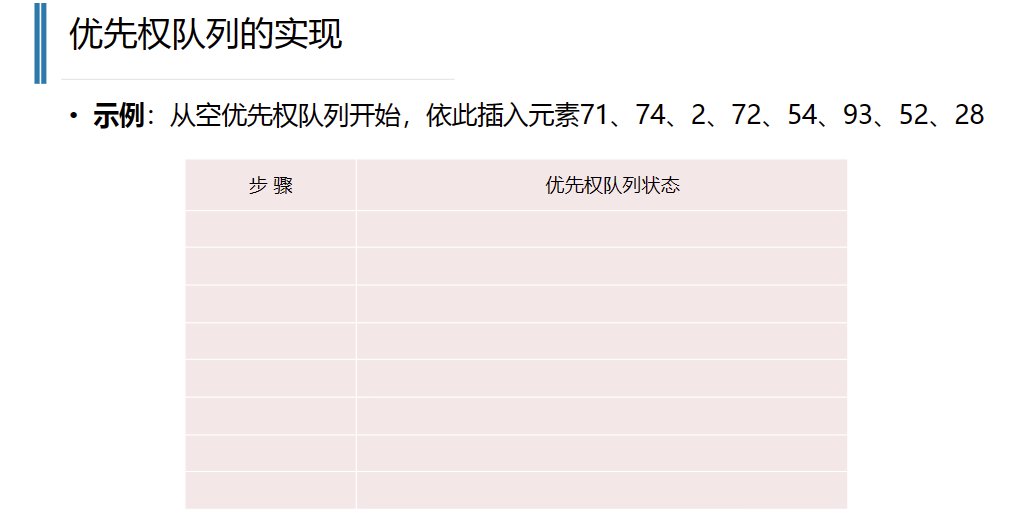 优先权队列的实现
• 示例：从空优先权队列开始，依此插入元素71、74、2、72、54、93、52、28
步 骤 优先权队列状态